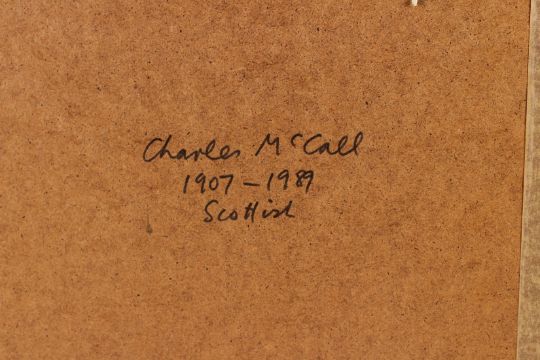 Charles McCall
1907 - 1989
Scottish